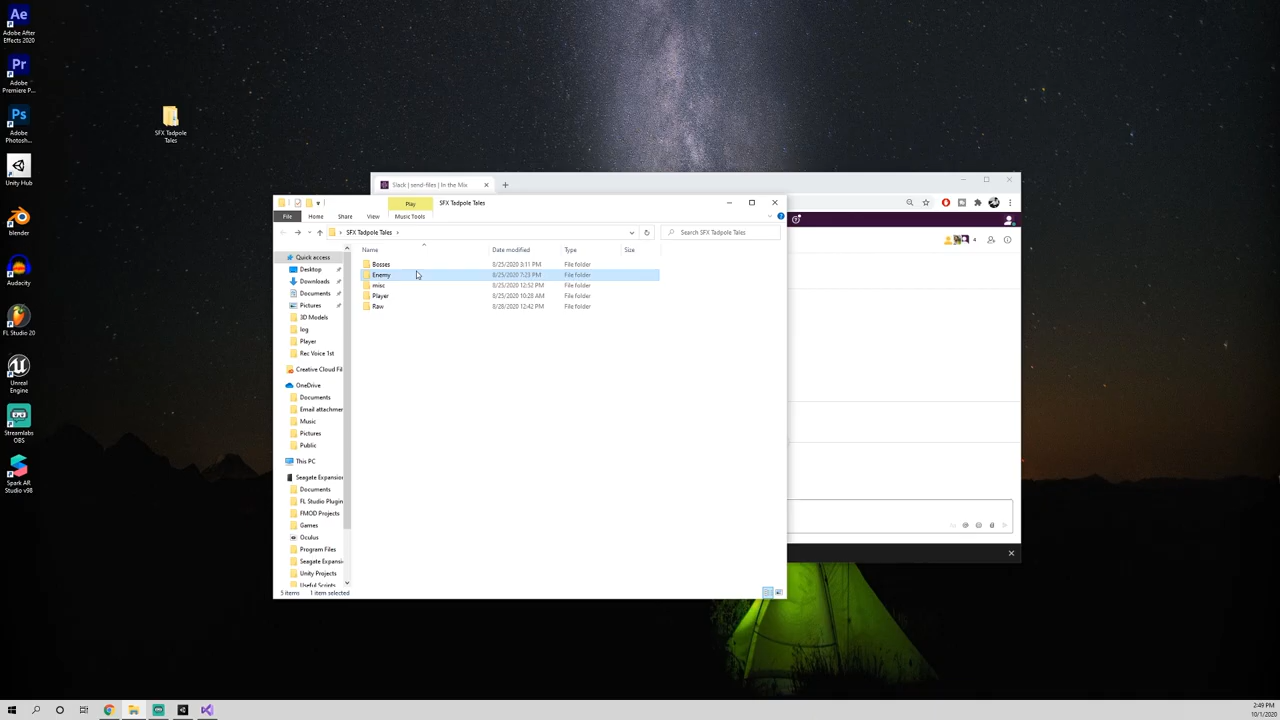 Adobe After
Effects 2020
Adobe
Premiere P...
Adobe
Photosh...
Unity Hub
blender
Audacity
FL Studio 20
Unreal
Engine
Streamlabs
OBS
Spark AR
Studio v98
SFX Tadpole
Tales
Slack | send-files | In the Mix
Play
SFX Tadpole Tales
File
Home
Share
View
Music Tools
SFX Tadpole Tales
Search SFX Tadpole Tales
Name
Date modified
Type
Size
Bosses
8/25/2020 3:11 PM
File folder
Enemy
8/25/2020 7:23 PM
File folder
misc
8/25/2020 12:52 PM
File folder
Player
8/25/2020 10:28 AM
File folder
Raw
8/28/2020 12:42 PM
File folder
Quick access
Desktop
Downloads
Documents
Pictures
3D Models
log
Player
Rec Voice 1st
Creative Cloud Fil
OneDrive
Documents
Email attachmen
Music
Pictures
Public
This PC
Seagate Expansion
Documents
FL Studio Plugin
FMOD Projects
Games
Oculus
Program Files
Seagate Expansi
Unity Projects
Useful Scripts
5 items
1 item selected
4
2:49 PM
10/1/2020